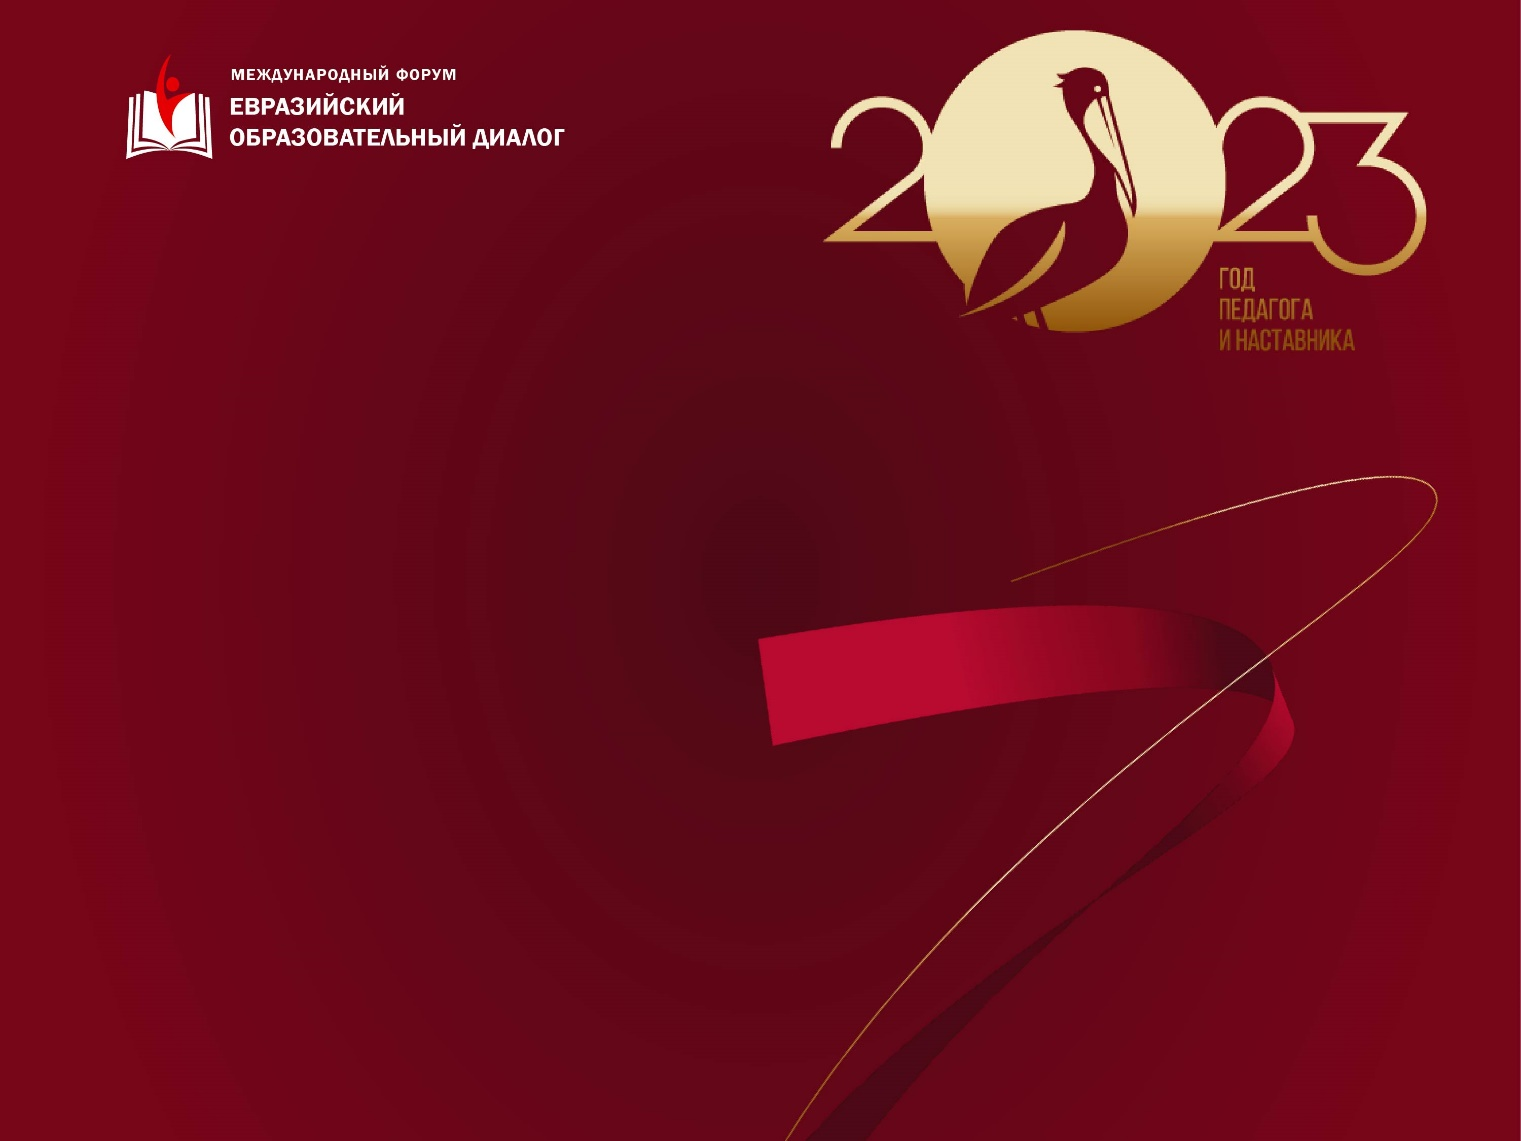 МЕЖДУНАРОДНЫЙ ФОРУМ
ЕВРАЗИЙСКИЙ
ОБРАЗОВАТЕЛЬНЫЙ ДИАЛОГ
2023
ГОД
ПЕДАГОГА
И НАСТАВНИКА